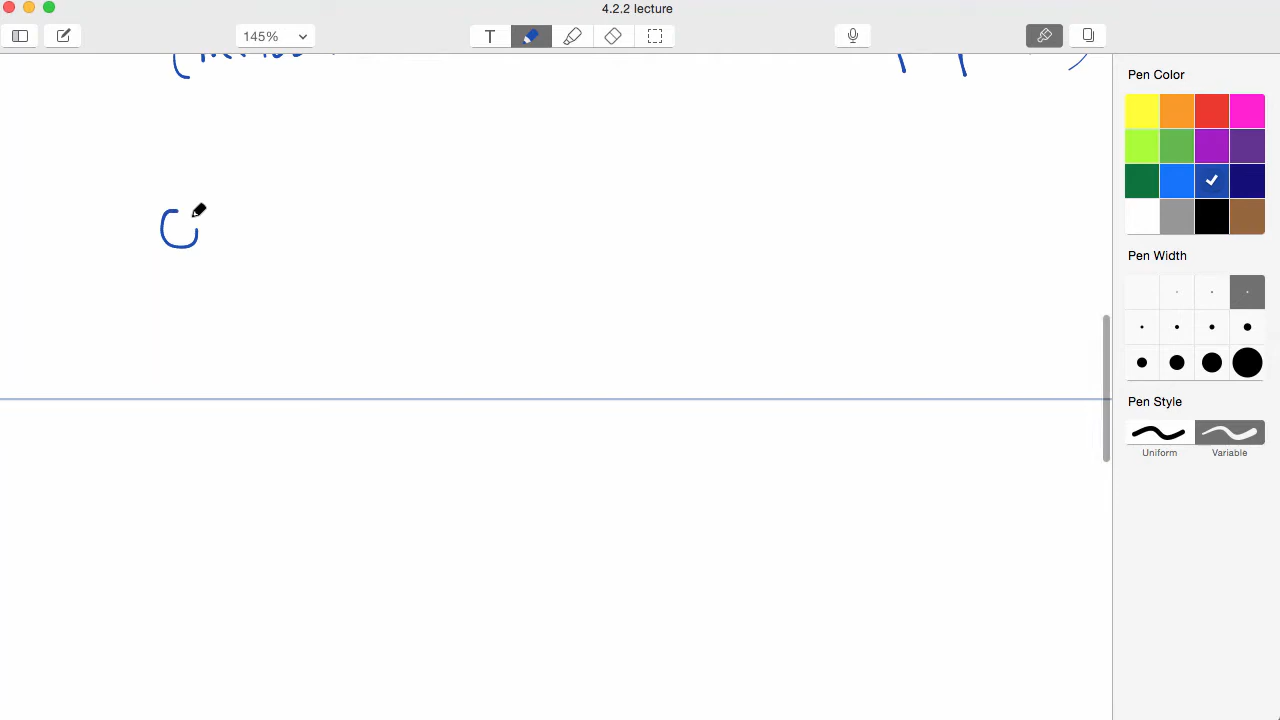 4.2.2 lecture
145%
T
Pen Color
Pen Width
Pen Style
Uniform
Variable